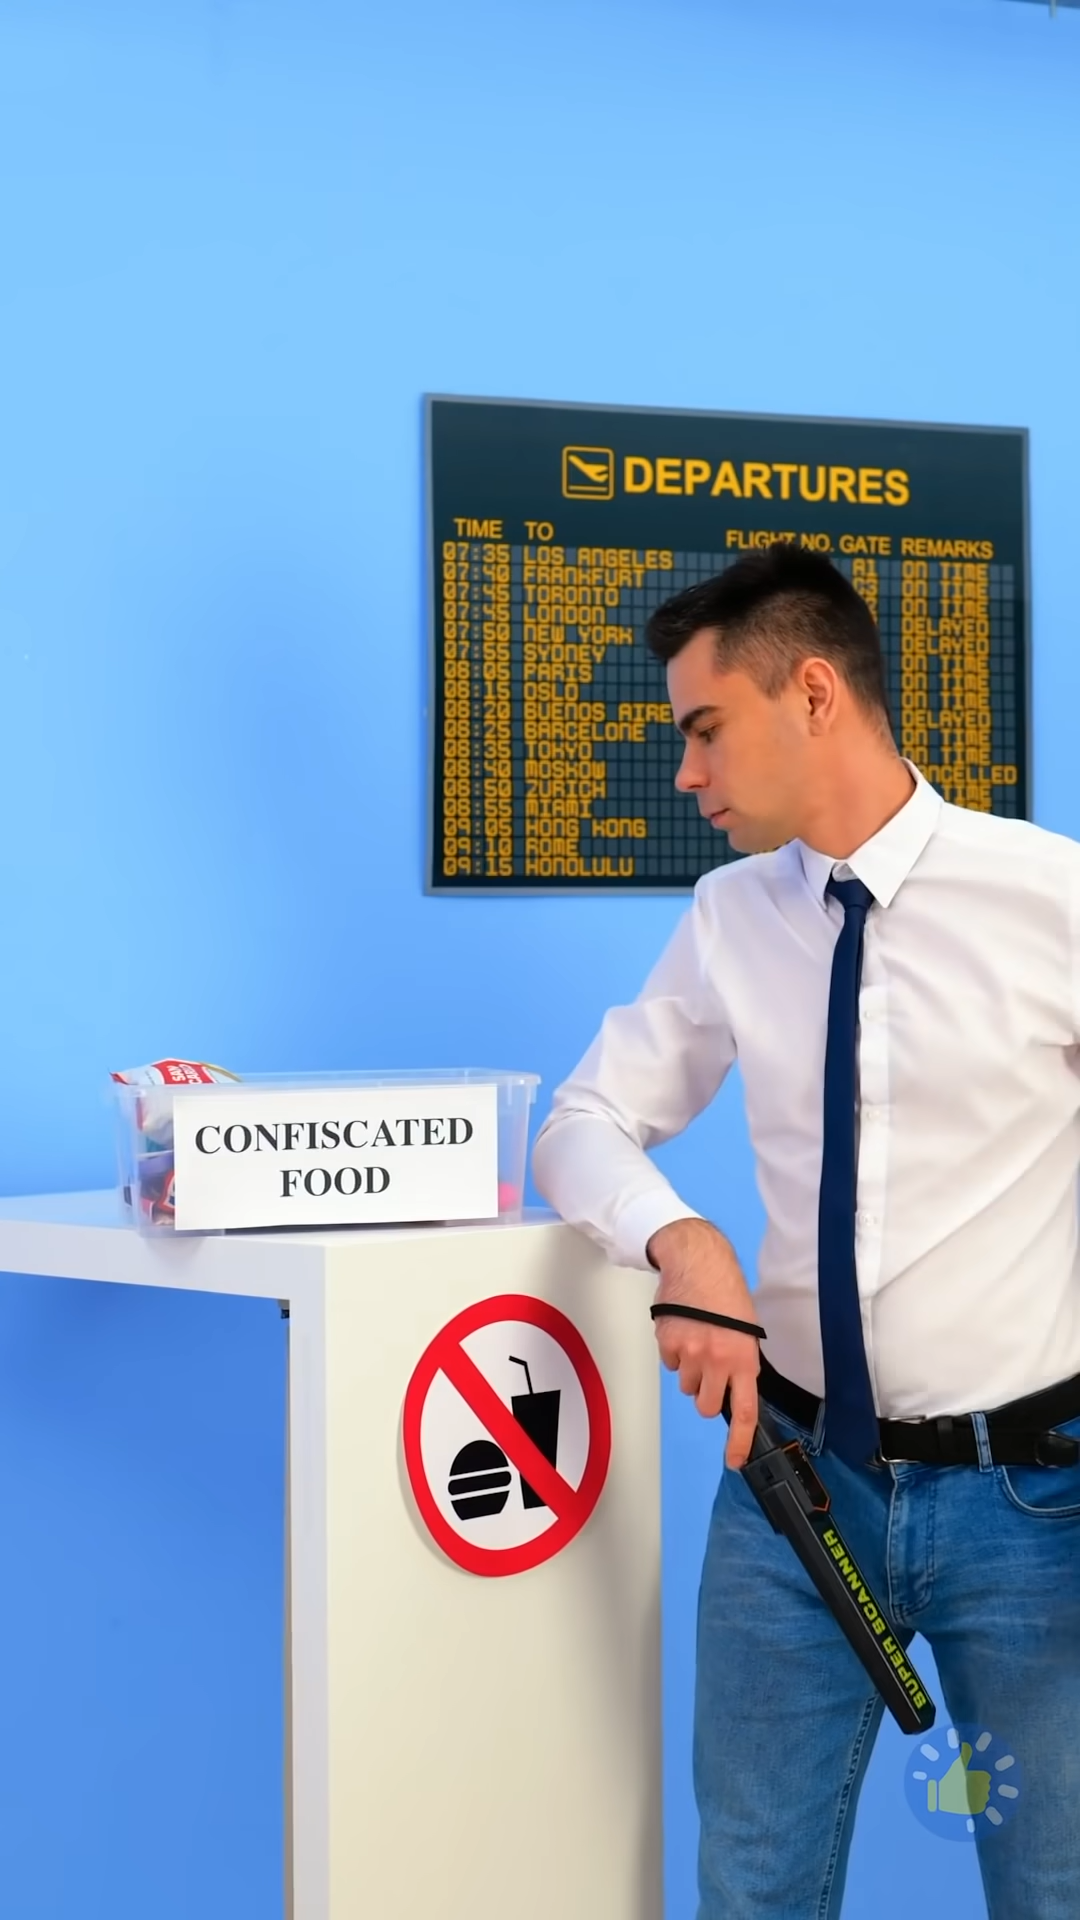 DEPARTURES
TIME TO FLIGHT NO. GATE REMARKS
07:35 LOS ANGELES A1 ON TIME
07:40 FRANKFURT ON TIME
07:45 TORONTO ON TIME
07:45 LONDON DELAYED
07:50 NEW YORK DELAYED
07:55 SYDNEY ON TIME
08:05 PARIS ON TIME
08:15 OSLO ON TIME
08:20 BUENOS AIRE DELAYED
08:25 BARCELONE ON TIME
08:35 TOKYO
08:40 MOSKOW
08:50 ZURICH TIME
08:55 MIAMI
09:05 HONG KONG
09:10 ROME
09:15 HONOLULU
CONFISCATED
FOOD
SUPER SCANNER